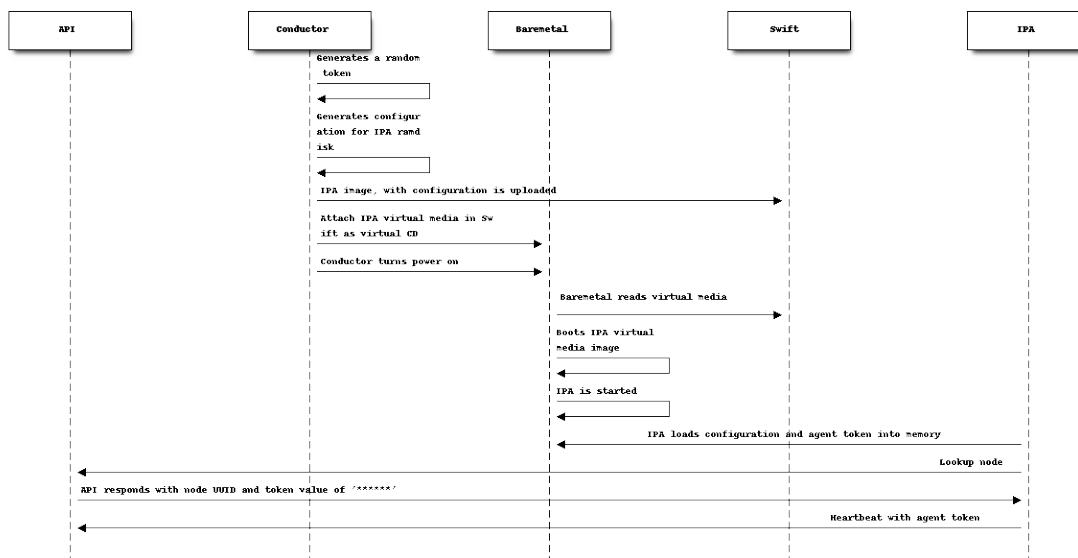 API
Conductor
Baremetal
Swift
IPA
Generates a random
token
Generates configur
ation for IPA ramd
isk
IPA image, with configuration is uploaded
Attach IPA virtual media in Sw
ift as virtual CD
Conductor turns power on
Baremetal reads virtual media
Boots IPA virtual
media image
IPA is started
IPA loads configuration and agent token into memory
Lookup node
API responds with node UUID and token value of '******'
Heartbeat with agent token